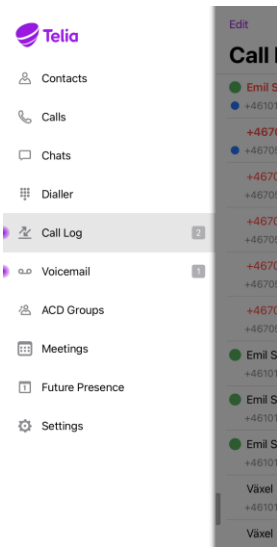 Telia
Contacts
Calls
Chats
Dialler
Call Log 2
Voicemail 1
ACD Groups
Meetings
Future Presence
Settings
Edit
Call
Emil S
+46101
+4670
+46705
+4670
+46705
+4670
+46705
+4670
+46705
+4670
+46705
Emil S
+46101
Emil S
+46101
Emil S
+46101
Växel
+46101
Växel